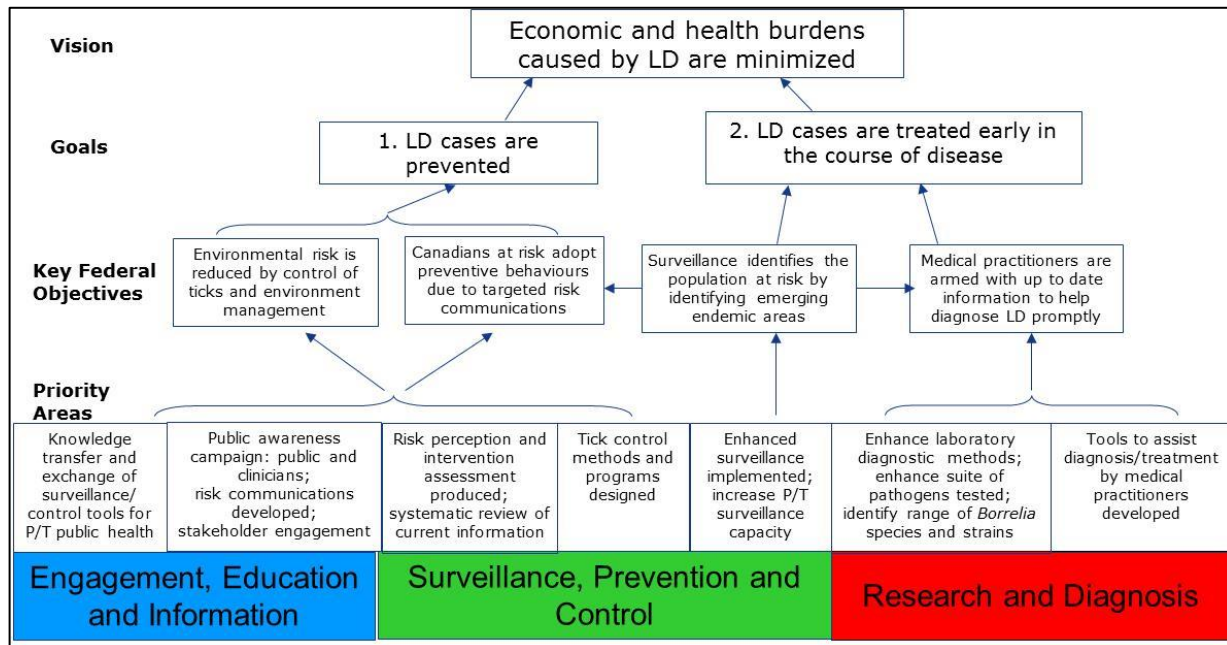 Vision
Economic and health burdens
caused by LD are minimized
Goals
1. LD cases are
prevented
2. LD cases are treated early in
the course of disease
Key Federal
Objectives
Environmental risk is
reduced by control of
ticks and environment
management
Canadians at risk adopt
preventive behaviours
due to targeted risk
communications
Surveillance identifies the
population at risk by
identifying emerging
endemic areas
Medical practitioners are
armed with up to date
information to help
diagnose LD promptly
Priority
Areas
Knowledge
transfer and
exchange of
surveillance/
control tools for
P/T public health
Public awareness
campaign: public and
clinicians;
risk communications
developed;
stakeholder engagement
Risk perception and
intervention
assessment
produced;
systematic review of
current information
Tick control
methods and
programs
designed
Enhanced
surveillance
implemented;
increase P/T
surveillance
capacity
Enhance laboratory
diagnostic methods;
enhance suite of
pathogens tested;
identify range of Borrelia
species and strains
Tools to assist
diagnosis/treatment
by medical
practitioners
developed
Engagement, Education
and Information
Surveillance, Prevention and
Control
Research and Diagnosis